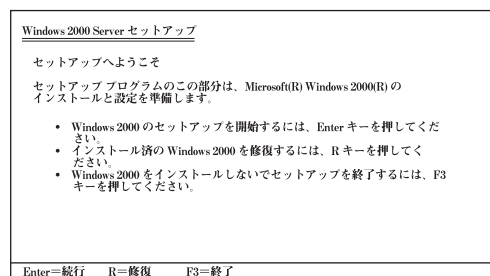 Windows 2000 Server セットアップ
セットアップへようこそ
セットアップ プログラムのこの部分は、Microsoft(R) Windows 2000(R) の
インストールと設定を準備します。
• Windows 2000 のセットアップを開始するには、Enter キーを押してくだ
さい。
• インストール済の Windows 2000 を修復するには、R キーを押してく
ださい。
• Windows 2000 をインストールしないでセットアップを終了するには、F3
キーを押してください。
Enter＝続行 R＝修復 F3＝終了